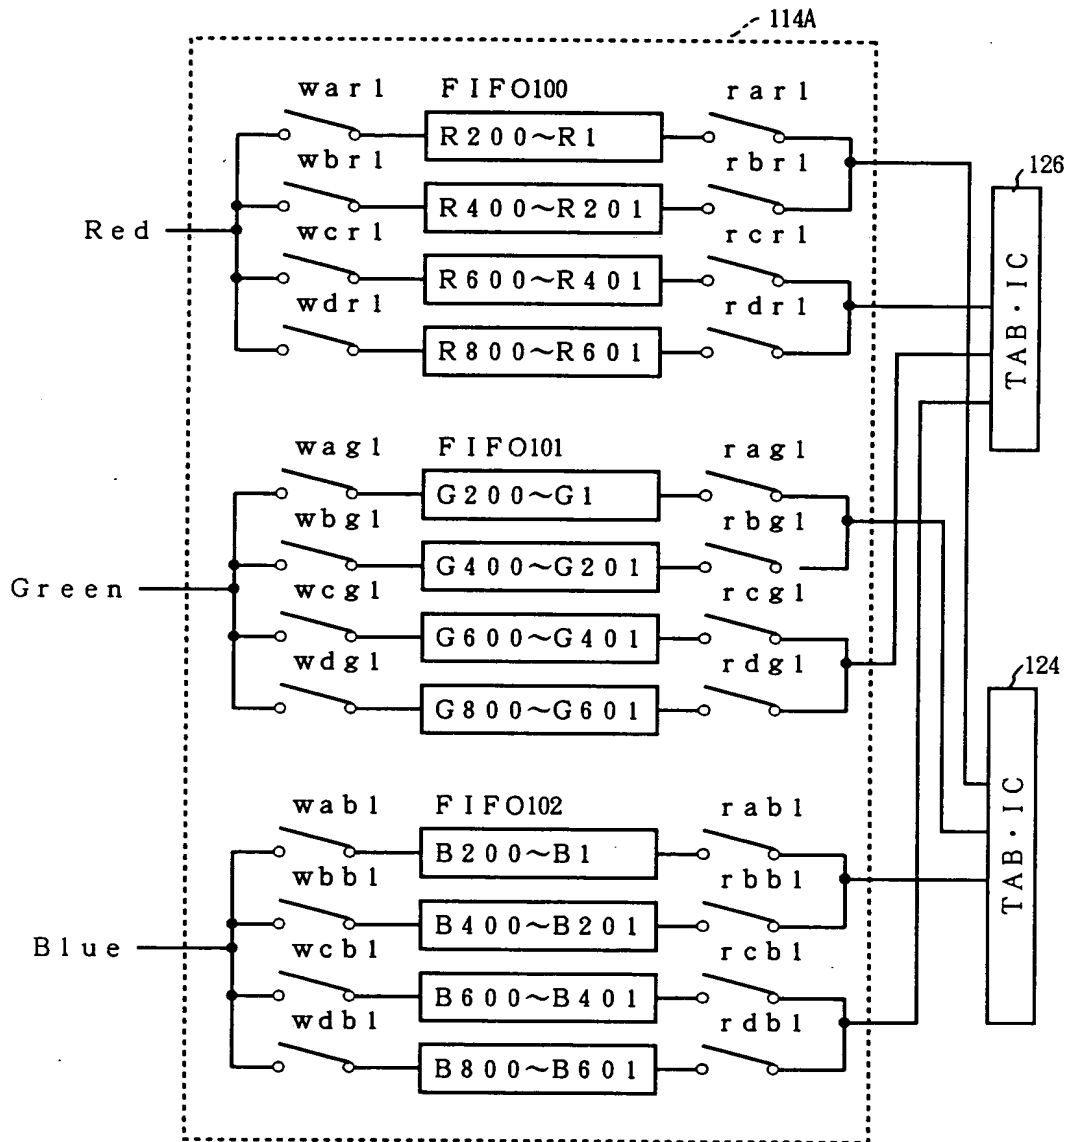 114A
war1 FIFO100 rar1
R200~R1
wbr1 rbr1
126
R400~R201
Red
wcr1 rcr1
R600~R401
wdr1 rdr1
R800~R601
TAB・IC
wag1 FIFO101 rag1
G200~G1
wbg1 rbg1
G400~G201
Green
wcg1 rcg1
G600~G401
wdg1 rdg1
124
G800~G601
wab1 FIFO102 rab1
B200~B1
wbb1 rbb1
TAB・IC
B400~B201
Blue
wcb1 rcb1
B600~B401
wdb1 rdb1
B800~B601